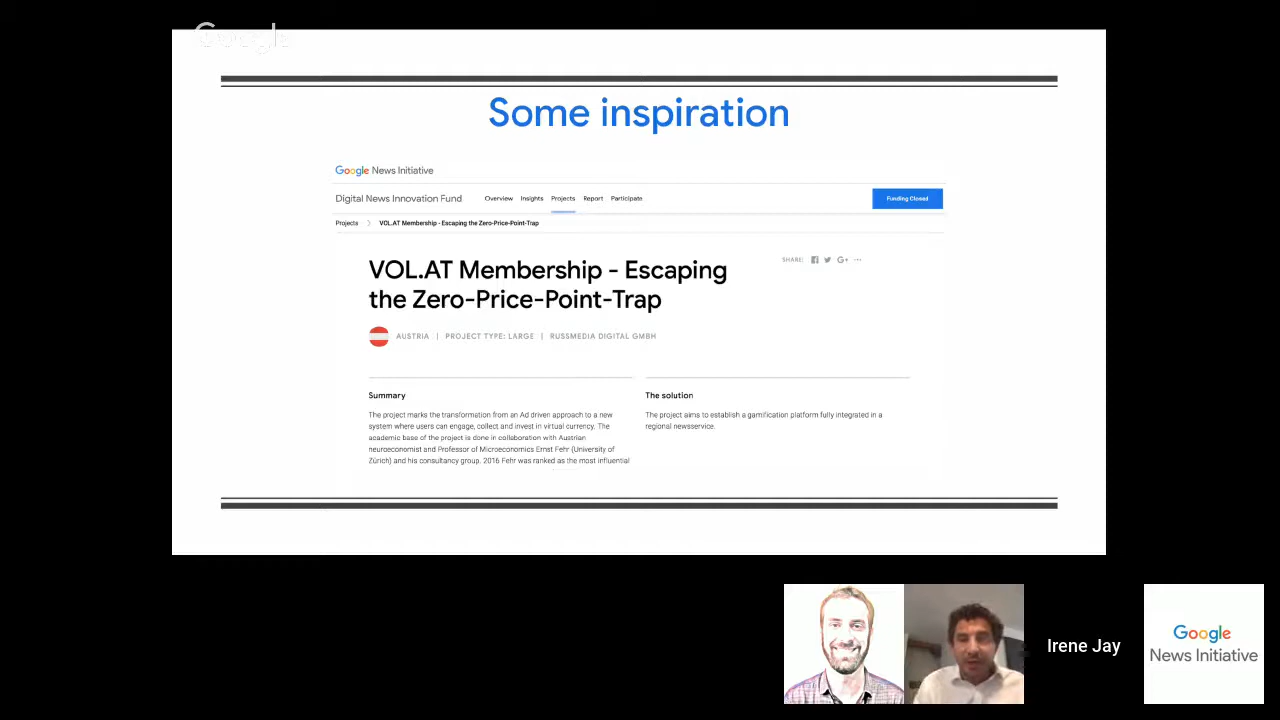 Google
Some inspiration
Google News Initiative
Digital News Innovation Fund Overview Insights Projects Report Participate Funding Closed
Projects VOL.AT Membership - Escaping the Zero-Price-Point-Trap
VOL.AT Membership - Escaping
the Zero-Price-Point-Trap
SHARE: G+
AUSTRIA | PROJECT TYPE: LARGE | RUSSMEDIA DIGITAL GMBH
Summary
The project marks the transformation from an Ad driven approach to a new
system where users can engage, collect and invest in virtual currency. The
academic base of the project is done in collaboration with Austrian
neuroeconomist and Professor of Microeconomics Ernst Fehr (University of
Zürich) and his consultancy group. 2016 Fehr was ranked as the most influential
The solution
The project aims to establish a gamification platform fully integrated in a
regional newsservice.
Irene Jay
Google
News Initiative